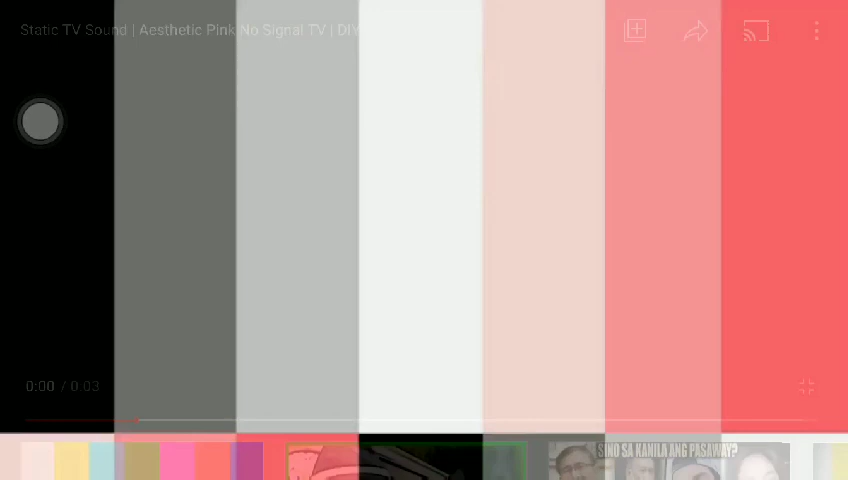 Static TV Sound | Aesthetic Pink No Signal TV | DIY
0:00 / 0:03
SINO SA KANILA ANG PASAWAY?